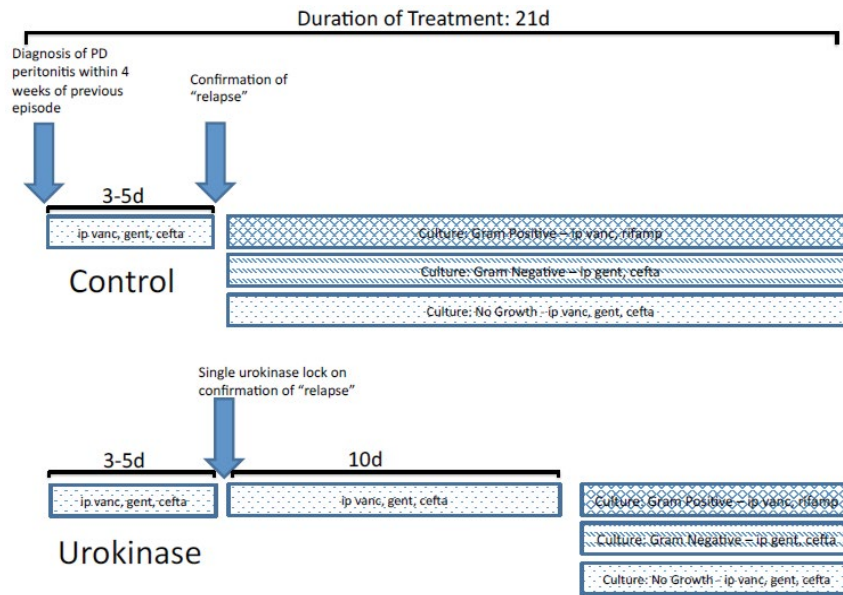 Duration of Treatment: 21d
Diagnosis of PD
peritonitis within 4
weeks of previous
episode
Confirmation of
“relapse”
3-5d
ip vanc, gent, cefta
Culture: Gram Positive – ip vanc, rifamp
Control
Culture: Gram Negative – ip gent, cefta
Culture: No Growth - ip vanc, gent, cefta
Single urokinase lock on
confirmation of “relapse”
3-5d
10d
ip vanc, gent, cefta
ip vanc, gent, cefta
Culture: Gram Positive – ip vanc, rifamp
Urokinase
Culture: Gram Negative – ip gent, cefta
Culture: No Growth - ip vanc, gent, cefta